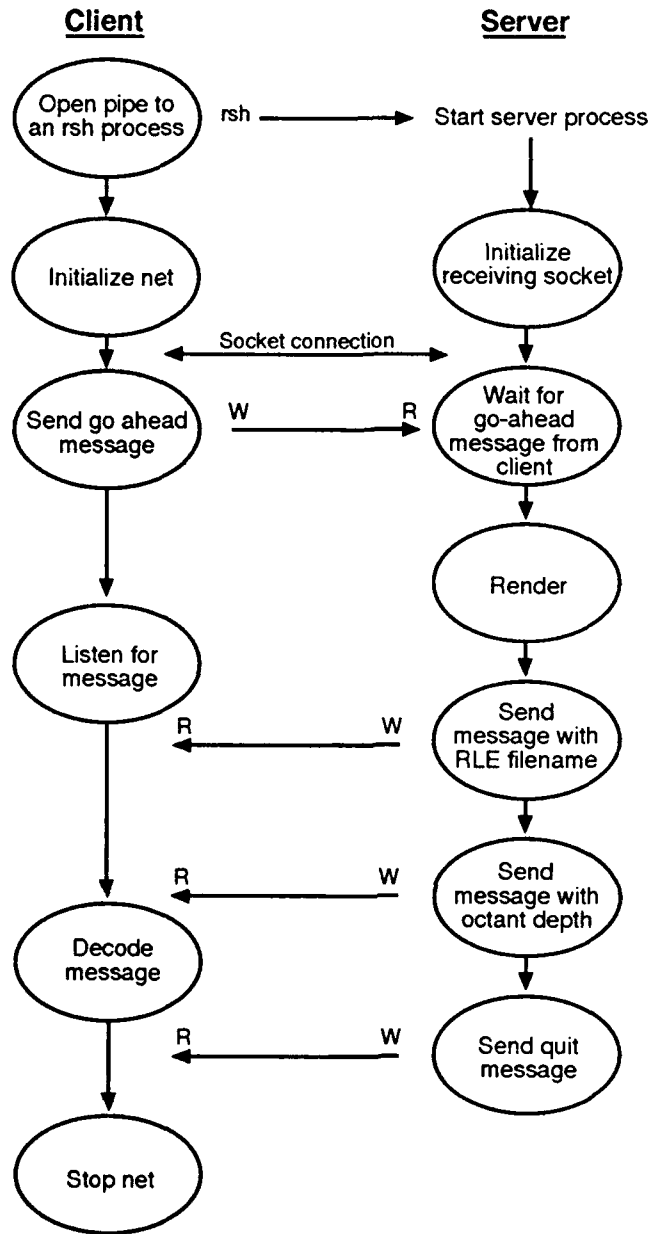 Client
Server
Open pipe to
an rsh process
rsh
Start server process
Initialize net
Initialize
receiving socket
Socket connection
Send go ahead
message
W
R
Wait for
go-ahead
message from
client
Render
Listen for
message
R
W
Send
message with
RLE filename
R
W
Send
message with
octant depth
Decode
message
R
W
Send quit
message
Stop net